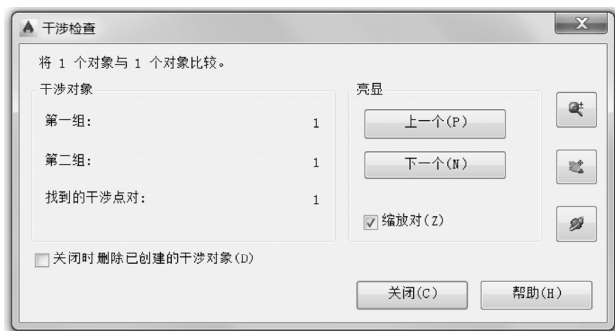 干涉检查
将 1 个对象与 1 个对象比较。
干涉对象
第一组: 1
第二组: 1
找到的干涉点对: 1
亮显
上一个(P)
下一个(N)
缩放对(Z)
关闭时删除已创建的干涉对象(D)
关闭(C)
帮助(H)